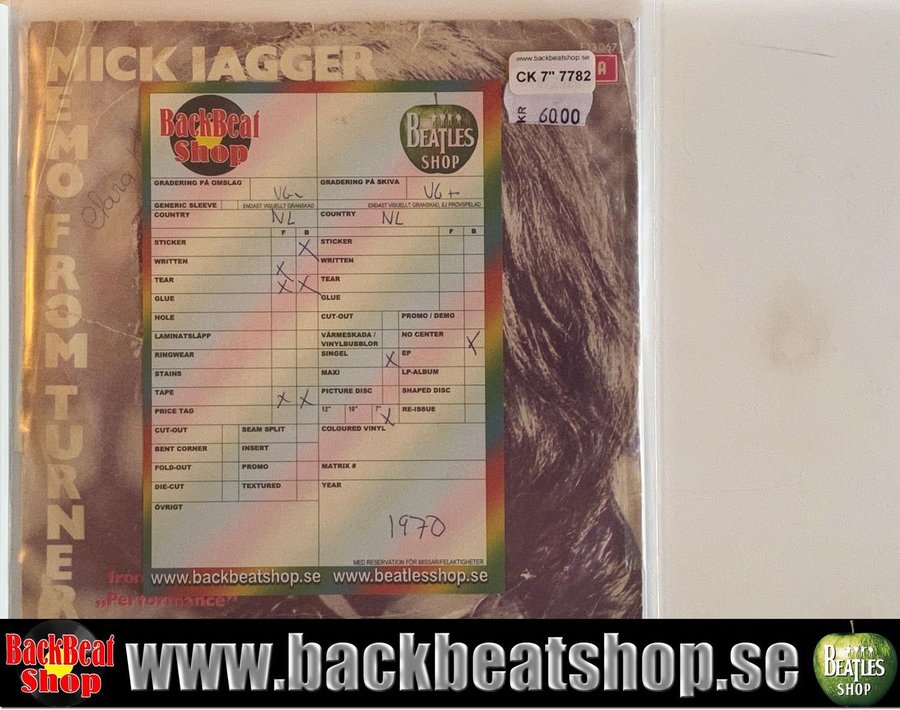 MICK JAGGER
MEMO FROM TURNER
www.backbeatshop.se
CK 7" 7782
KR 60.00
A
Clara
BackBeat
Shop
BEATLES
SHOP
GRADERING PÅ OMSLAG VG- GRADERING PÅ SKIVA VG+
GENERIC SLEEVE ENDAST VISUELLT GRANSKAD ENDAST VISUELLT GRANSKAD, EJ PROVSPELAD
COUNTRY NL COUNTRY NL
F B F B
STICKER X STICKER
WRITTEN X WRITTEN
TEAR X X TEAR
GLUE GLUE
HOLE CUT-OUT PROMO / DEMO
LAMINATSLÄPP VÄRMESKADA / VINYLBUBBLOR NO CENTER X
RINGWEAR SINGEL X EP
STAINS MAXI LP-ALBUM
TAPE X X PICTURE DISC SHAPED DISC
PRICE TAG 12" 10" 7" X RE-ISSUE
CUT-OUT SEAM SPLIT COLOURED VINYL
BENT CORNER INSERT
FOLD-OUT PROMO MATRIX #
DIE-CUT TEXTURED YEAR
ÖVRIGT
1970
MED RESERVATION FÖR MISSAR/FELAKTIGHETER
www.backbeatshop.se www.beatlesshop.se
from
„Performance"
BackBeat
Shop
www.backbeatshop.se
BEATLES
SHOP